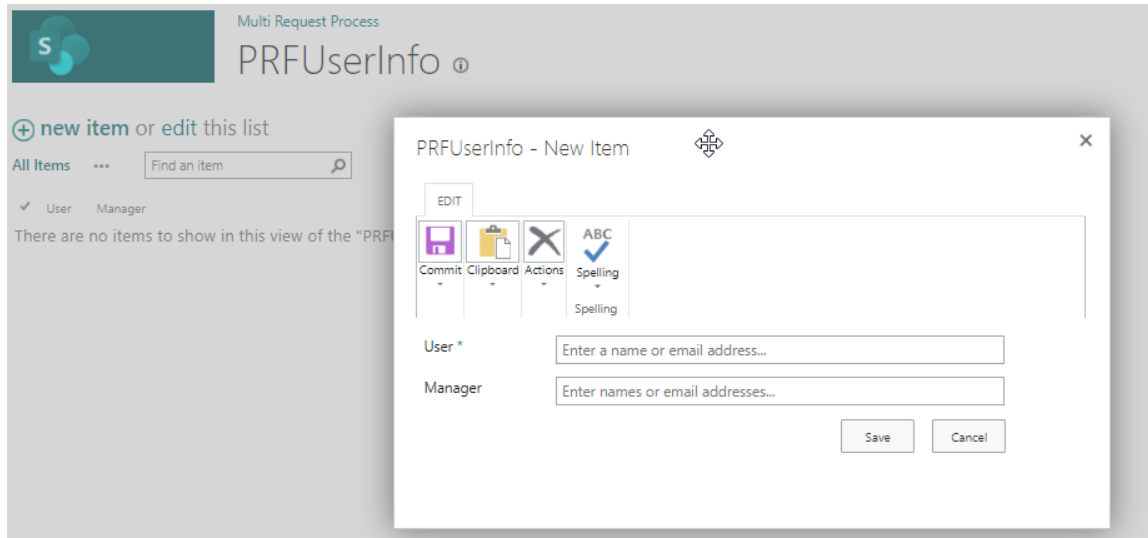 S
Multi Request Process
PRFUserInfo
new item or edit this list
All Items ...
Find an item
User Manager
There are no items to show in this view of the "PRFU
PRFUserInfo - New Item
EDIT
ABC
Commit Clipboard Actions Spelling
Spelling
User *
Enter a name or email address...
Manager
Enter names or email addresses...
Save Cancel